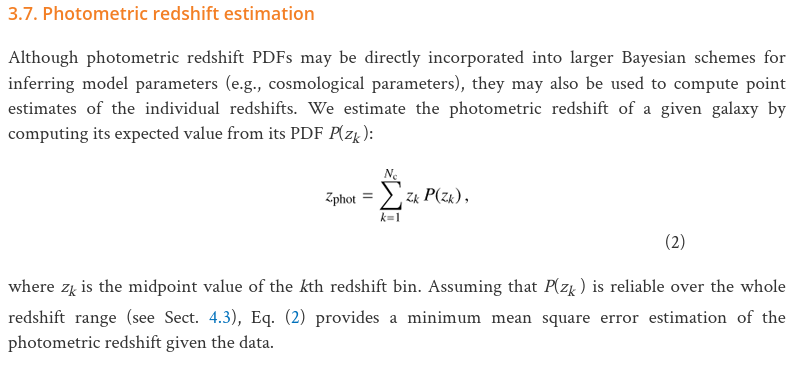 3.7. Photometric redshift estimation
Although photometric redshift PDFs may be directly incorporated into larger Bayesian schemes for
inferring model parameters (e.g., cosmological parameters), they may also be used to compute point
estimates of the individual redshifts. We estimate the photometric redshift of a given galaxy by
computing its expected value from its PDF P(z_k):
z_phot = ∑_{k=1}^{N_c} z_k P(z_k),
(2)
where z_k is the midpoint value of the kth redshift bin. Assuming that P(z_k) is reliable over the whole
redshift range (see Sect. 4.3), Eq. (2) provides a minimum mean square error estimation of the
photometric redshift given the data.